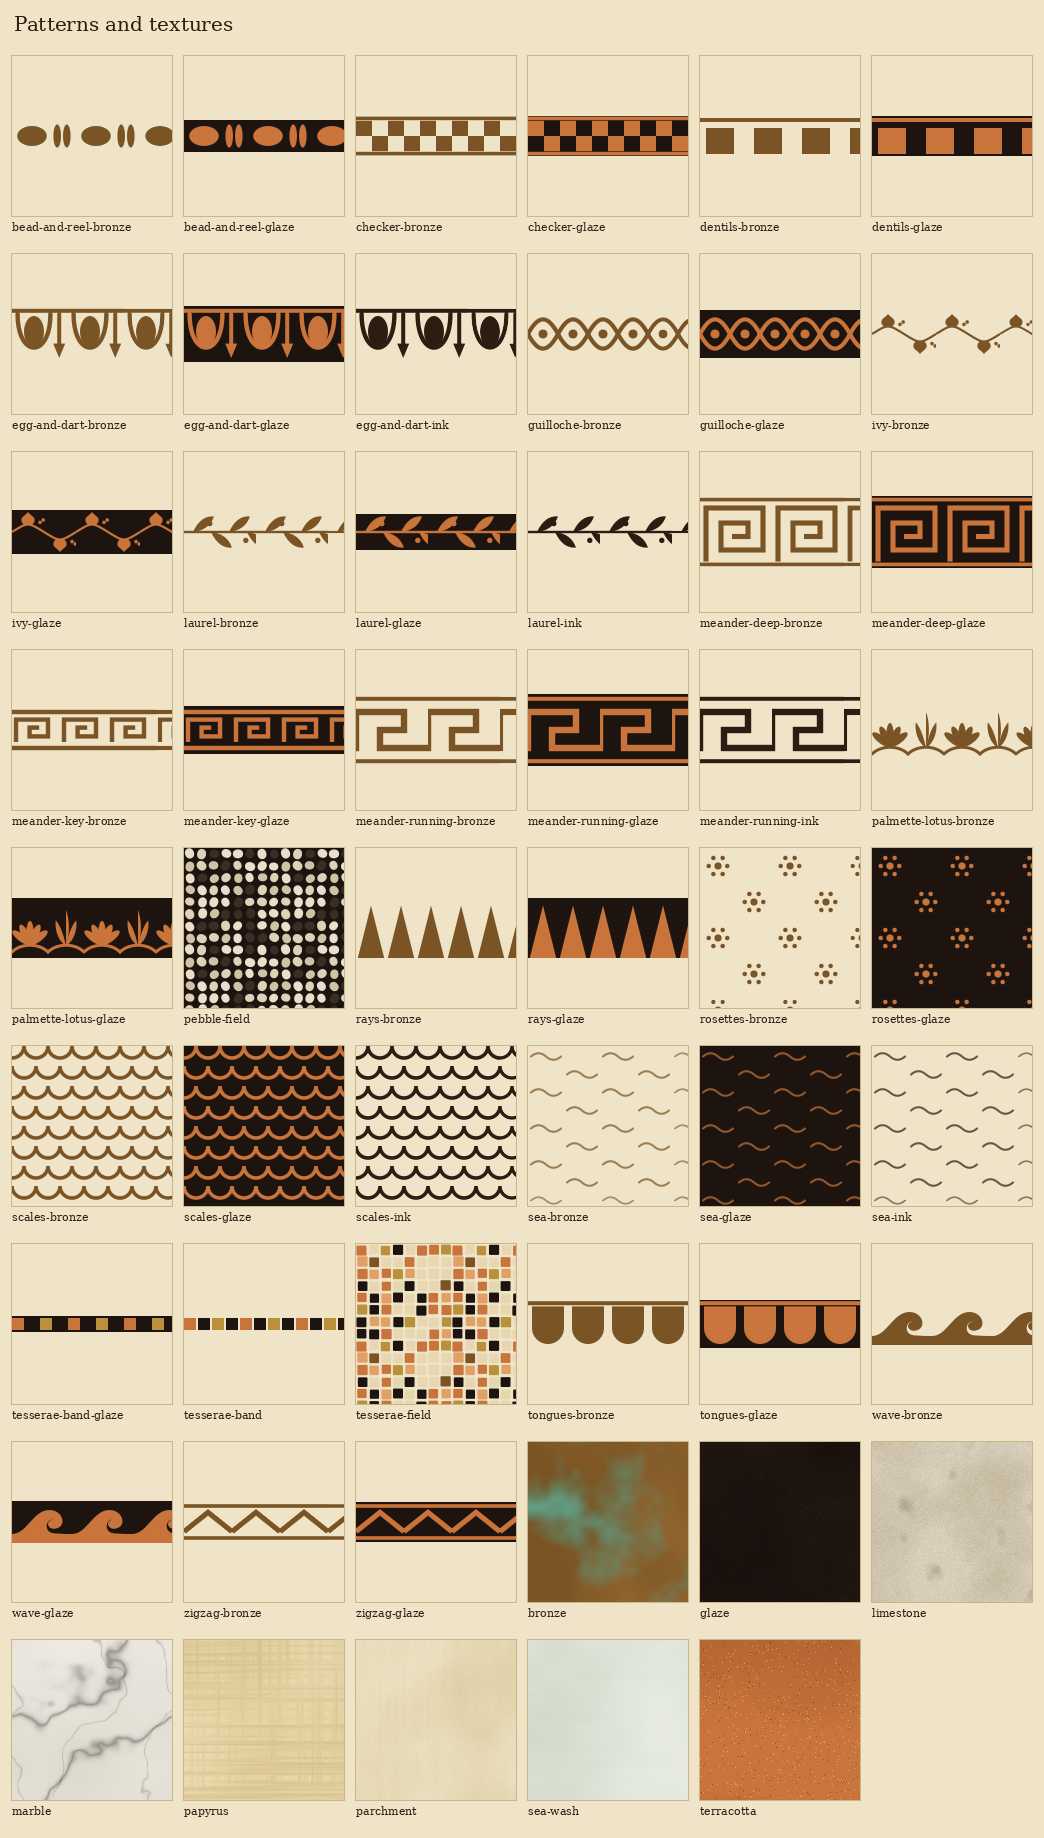 Patterns and textures
bead-and-reel-bronze bead-and-reel-glaze checker-bronze checker-glaze dentils-bronze dentils-glaze
egg-and-dart-bronze egg-and-dart-glaze egg-and-dart-ink guilloche-bronze guilloche-glaze ivy-bronze
ivy-glaze laurel-bronze laurel-glaze laurel-ink meander-deep-bronze meander-deep-glaze
meander-key-bronze meander-key-glaze meander-running-bronze meander-running-glaze meander-running-ink palmette-lotus-bronze
palmette-lotus-glaze pebble-field rays-bronze rays-glaze rosettes-bronze rosettes-glaze
scales-bronze scales-glaze scales-ink sea-bronze sea-glaze sea-ink
tesserae-band-glaze tesserae-band tesserae-field tongues-bronze tongues-glaze wave-bronze
wave-glaze zigzag-bronze zigzag-glaze bronze glaze limestone
marble papyrus parchment sea-wash terracotta